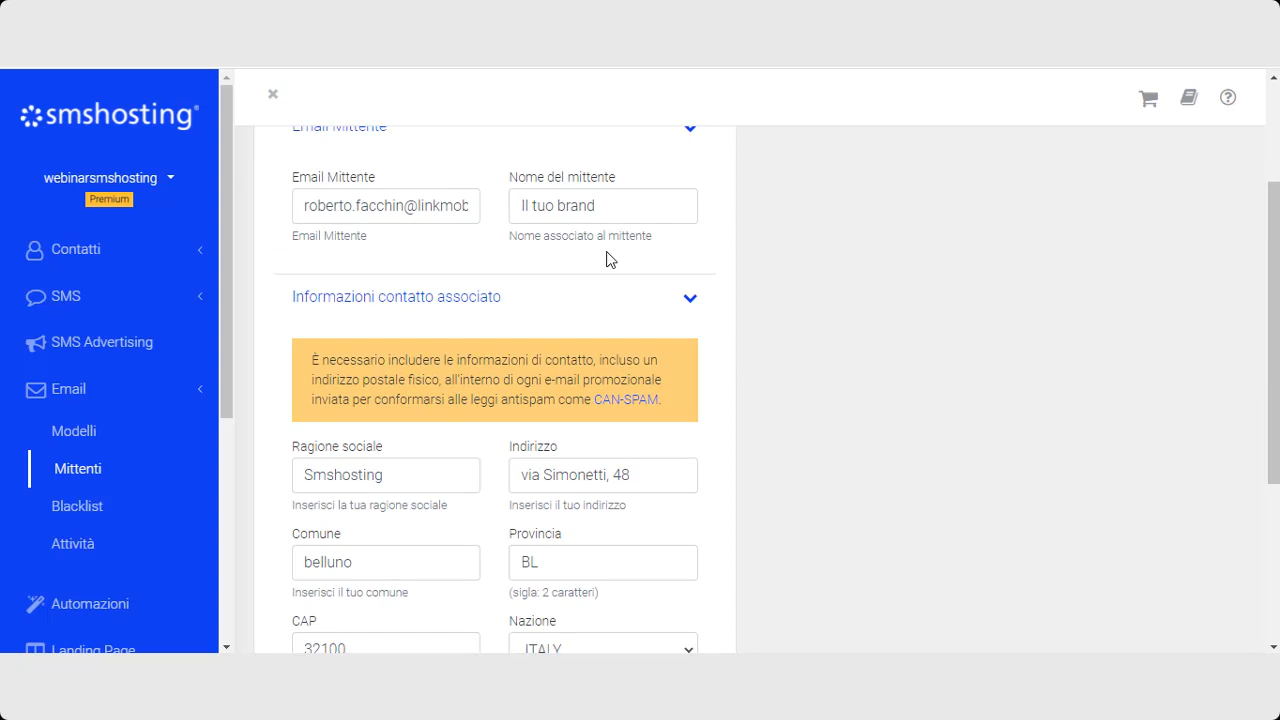 smshosting®
webinarsmshosting
Premium
Contatti
SMS
SMS Advertising
Email
Modelli
Mittenti
Blacklist
Attività
Automazioni
Landing Page
Email Mittente
Email Mittente
Nome del mittente
roberto.facchin@linkmob
Il tuo brand
Email Mittente
Nome associato al mittente
Informazioni contatto associato
È necessario includere le informazioni di contatto, incluso un
indirizzo postale fisico, all'interno di ogni e-mail promozionale
inviata per conformarsi alle leggi antispam come CAN-SPAM.
Ragione sociale
Indirizzo
Smshosting
via Simonetti, 48
Inserisci la tua ragione sociale
Inserisci il tuo indirizzo
Comune
Provincia
belluno
BL
Inserisci il tuo comune
(sigla: 2 caratteri)
CAP
Nazione
32100
ITALY